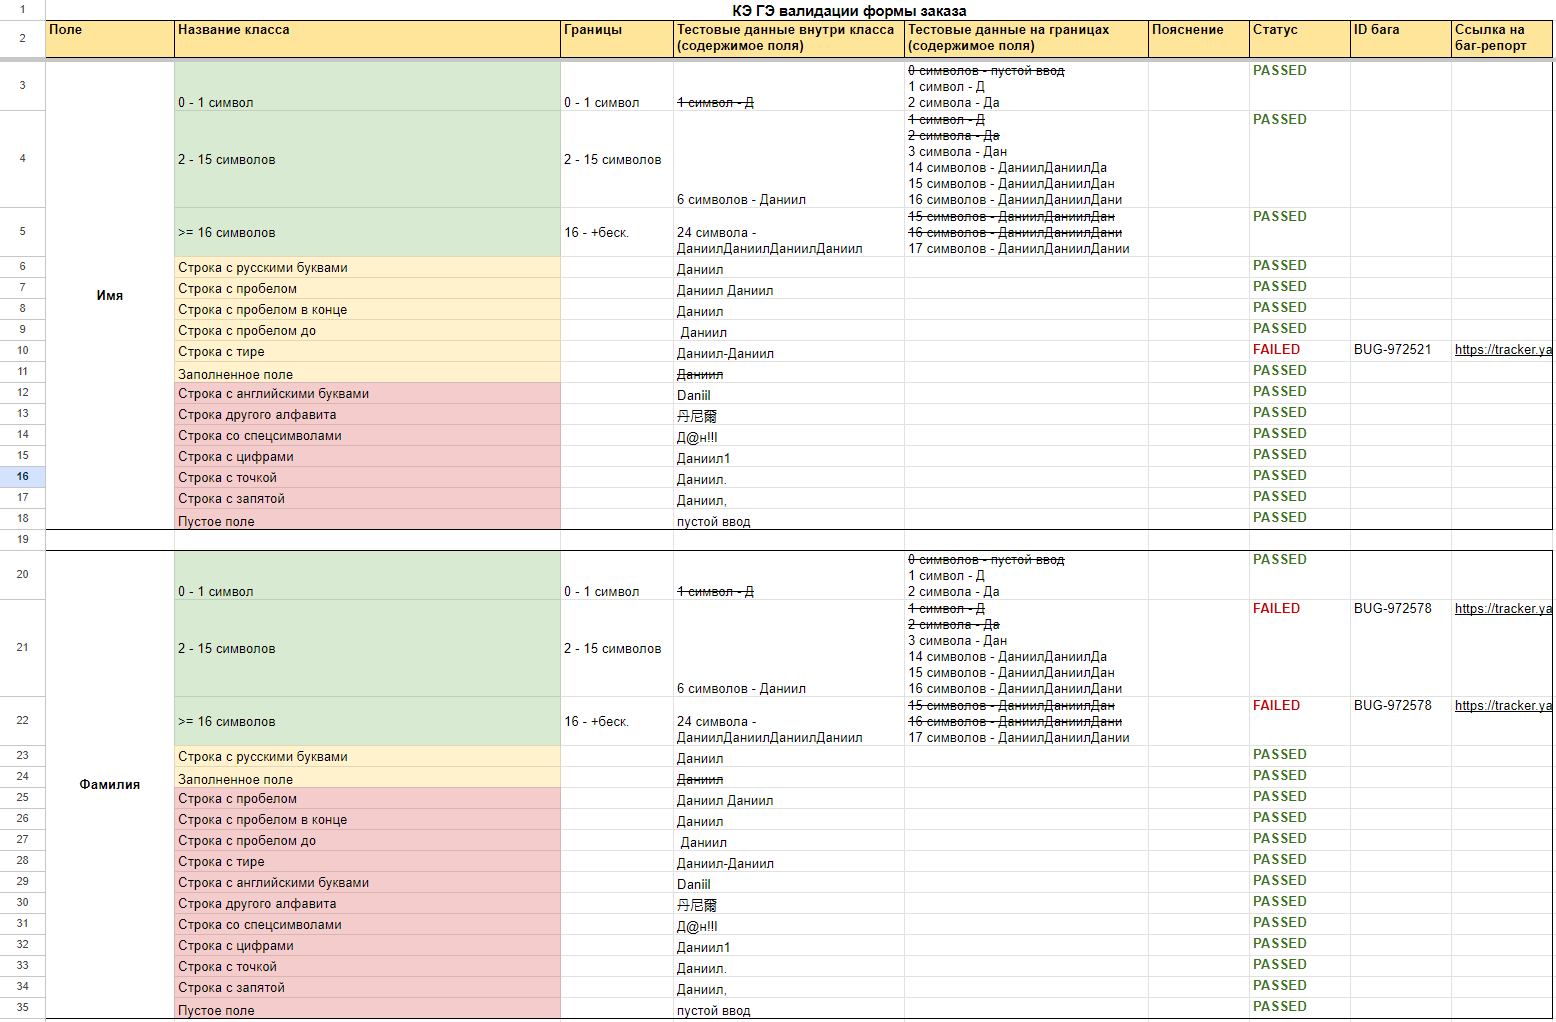 1 КЭ ГЭ валидации формы заказа
2 Поле Название класса Границы Тестовые данные внутри класса (содержимое поля) Тестовые данные на границах (содержимое поля) Пояснение Статус ID бага Ссылка на баг-репорт
Имя
3 0 - 1 символ 0 - 1 символ 1 символ - Д
0 символов - пустой ввод
1 символ - Д
2 символа - Да
PASSED
4 2 - 15 символов 2 - 15 символов 6 символов - Даниил
1 символ - Д
2 символа - Да
3 символа - Дан
14 символов - ДаниилДаниилДа
15 символов - ДаниилДаниилДан
16 символов - ДаниилДаниилДани
PASSED
5 >= 16 символов 16 - +беск. 24 символа -
ДаниилДаниилДаниилДаниил
15 символов - ДаниилДаниилДан
16 символов - ДаниилДаниилДани
17 символов - ДаниилДаниилДании
PASSED
6 Строка с русскими буквами Даниил PASSED
7 Строка с пробелом Даниил Даниил PASSED
8 Строка с пробелом в конце Даниил PASSED
9 Строка с пробелом до Даниил PASSED
10 Строка с тире Даниил-Даниил FAILED BUG-972521 https://tracker.ya
11 Заполненное поле Даниил PASSED
12 Строка с английскими буквами Daniil PASSED
13 Строка другого алфавита 丹尼爾 PASSED
14 Строка со спецсимволами Д@н!!l PASSED
15 Строка с цифрами Даниил1 PASSED
16 Строка с точкой Даниил. PASSED
17 Строка с запятой Даниил, PASSED
18 Пустое поле пустой ввод PASSED
19
Фамилия
20 0 - 1 символ 0 - 1 символ 1 символ - Д
0 символов - пустой ввод
1 символ - Д
2 символа - Да
PASSED
21 2 - 15 символов 2 - 15 символов 6 символов - Даниил
1 символ - Д
2 символа - Да
3 символа - Дан
14 символов - ДаниилДаниилДа
15 символов - ДаниилДаниилДан
16 символов - ДаниилДаниилДани
FAILED BUG-972578 https://tracker.ya
22 >= 16 символов 16 - +беск. 24 символа -
ДаниилДаниилДаниилДаниил
15 символов - ДаниилДаниилДан
16 символов - ДаниилДаниилДани
17 символов - ДаниилДаниилДании
FAILED BUG-972578 https://tracker.ya
23 Строка с русскими буквами Даниил PASSED
24 Заполненное поле Даниил PASSED
25 Строка с пробелом Даниил Даниил PASSED
26 Строка с пробелом в конце Даниил PASSED
27 Строка с пробелом до Даниил PASSED
28 Строка с тире Даниил-Даниил PASSED
29 Строка с английскими буквами Daniil PASSED
30 Строка другого алфавита 丹尼爾 PASSED
31 Строка со спецсимволами Д@н!!l PASSED
32 Строка с цифрами Даниил1 PASSED
33 Строка с точкой Даниил. PASSED
34 Строка с запятой Даниил, PASSED
35 Пустое поле пустой ввод PASSED